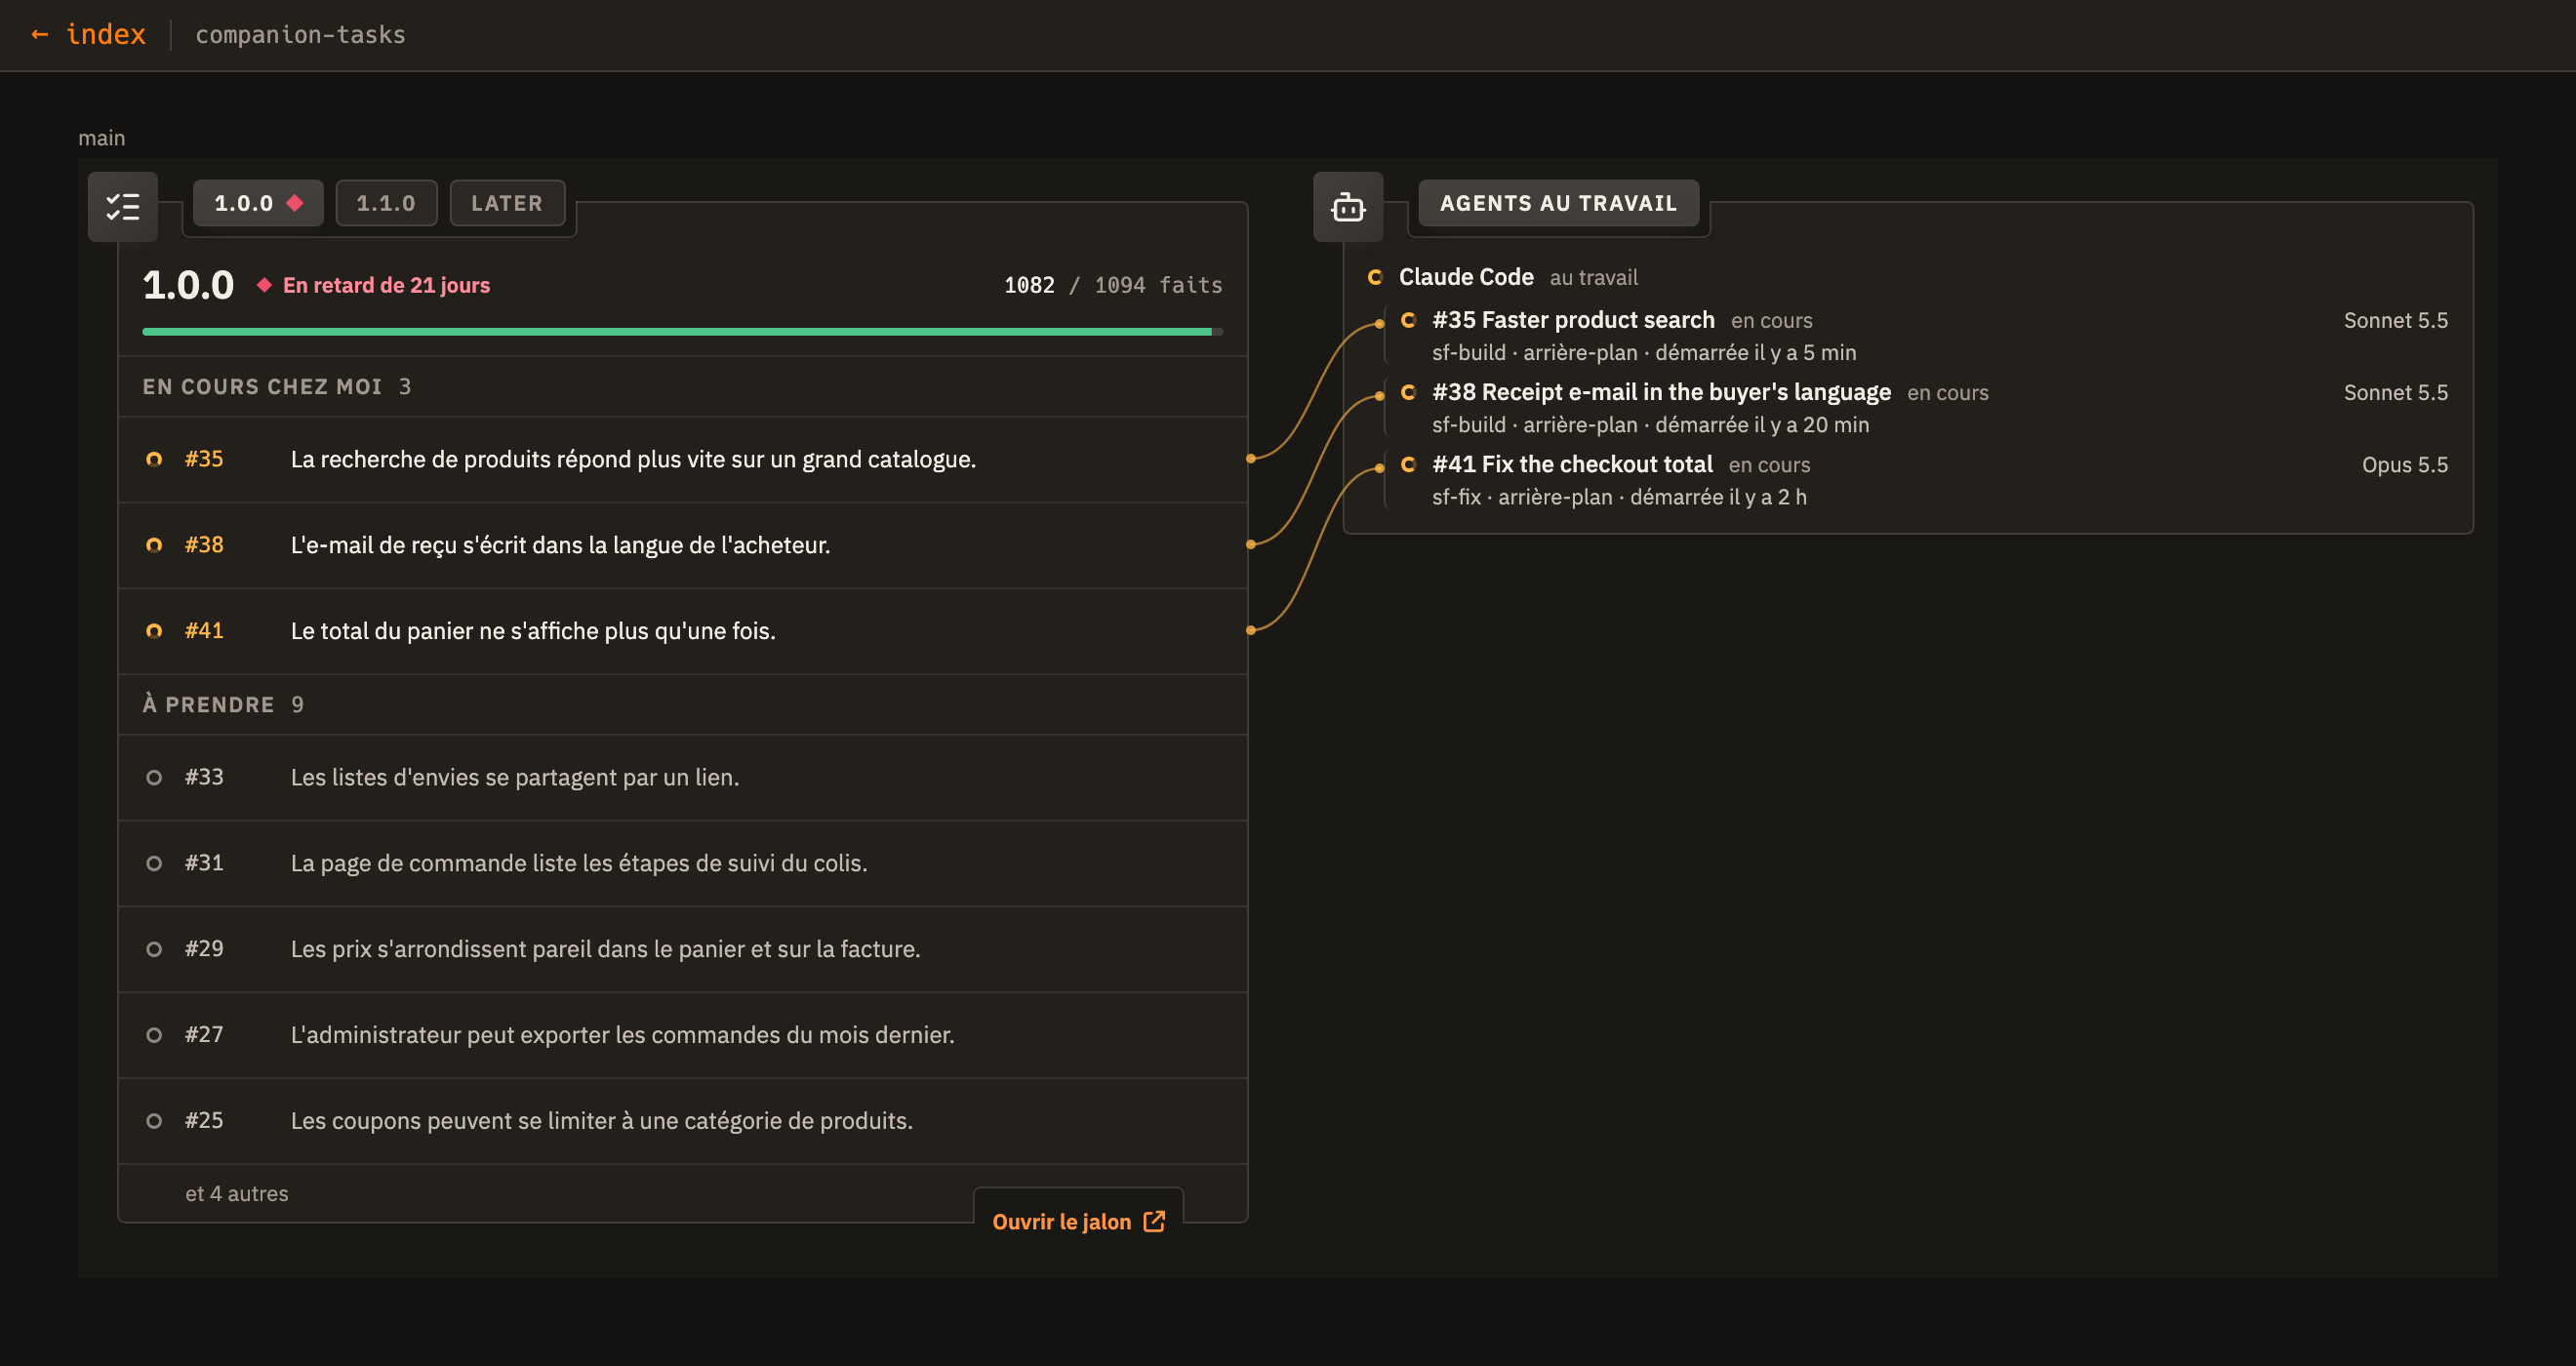 ← index companion-tasks
main
1.0.0 1.1.0 LATER
1.0.0 En retard de 21 jours 1082 / 1094 faits
EN COURS CHEZ MOI 3
#35 La recherche de produits répond plus vite sur un grand catalogue.
#38 L'e-mail de reçu s'écrit dans la langue de l'acheteur.
#41 Le total du panier ne s'affiche plus qu'une fois.
À PRENDRE 9
#33 Les listes d'envies se partagent par un lien.
#31 La page de commande liste les étapes de suivi du colis.
#29 Les prix s'arrondissent pareil dans le panier et sur la facture.
#27 L'administrateur peut exporter les commandes du mois dernier.
#25 Les coupons peuvent se limiter à une catégorie de produits.
et 4 autres
Ouvrir le jalon
AGENTS AU TRAVAIL
Claude Code au travail
#35 Faster product search en cours Sonnet 5.5
sf-build · arrière-plan · démarrée il y a 5 min
#38 Receipt e-mail in the buyer's language en cours Sonnet 5.5
sf-build · arrière-plan · démarrée il y a 20 min
#41 Fix the checkout total en cours Opus 5.5
sf-fix · arrière-plan · démarrée il y a 2 h